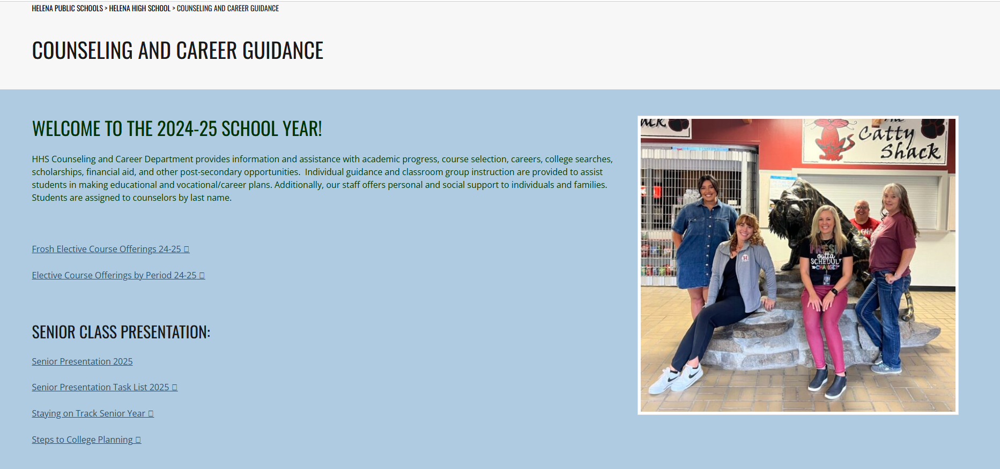 HELENA PUBLIC SCHOOLS > HELENA HIGH SCHOOL > COUNSELING AND CAREER GUIDANCE
COUNSELING AND CAREER GUIDANCE
WELCOME TO THE 2024-25 SCHOOL YEAR!
HHS Counseling and Career Department provides information and assistance with academic progress, course selection, careers, college searches,
scholarships, financial aid, and other post-secondary opportunities.  Individual guidance and classroom group instruction are provided to assist
students in making educational and vocational/career plans. Additionally, our staff offers personal and social support to individuals and families.
Students are assigned to counselors by last name.
Frosh Elective Course Offerings 24-25
Elective Course Offerings by Period 24-25
SENIOR CLASS PRESENTATION:
Senior Presentation 2025
Senior Presentation Task List 2025
Staying on Track Senior Year
Steps to College Planning
The
Catty
Shack
H
FRESH
outta
SCHEDULE
CHANGES